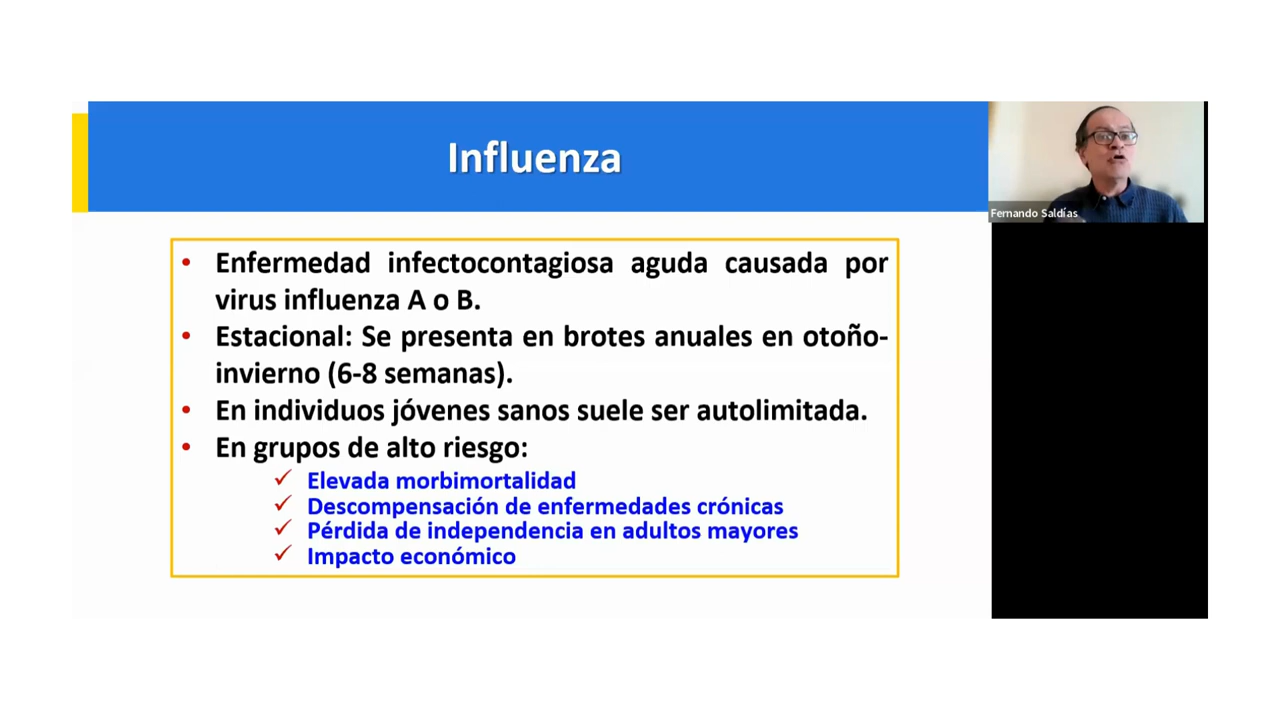 Influenza
Fernando Saldías
• Enfermedad infectocontagiosa aguda causada por
virus influenza A o B.
• Estacional: Se presenta en brotes anuales en otoño-
invierno (6-8 semanas).
• En individuos jóvenes sanos suele ser autolimitada.
• En grupos de alto riesgo:
✓ Elevada morbimortalidad
✓ Descompensación de enfermedades crónicas
✓ Pérdida de independencia en adultos mayores
✓ Impacto económico